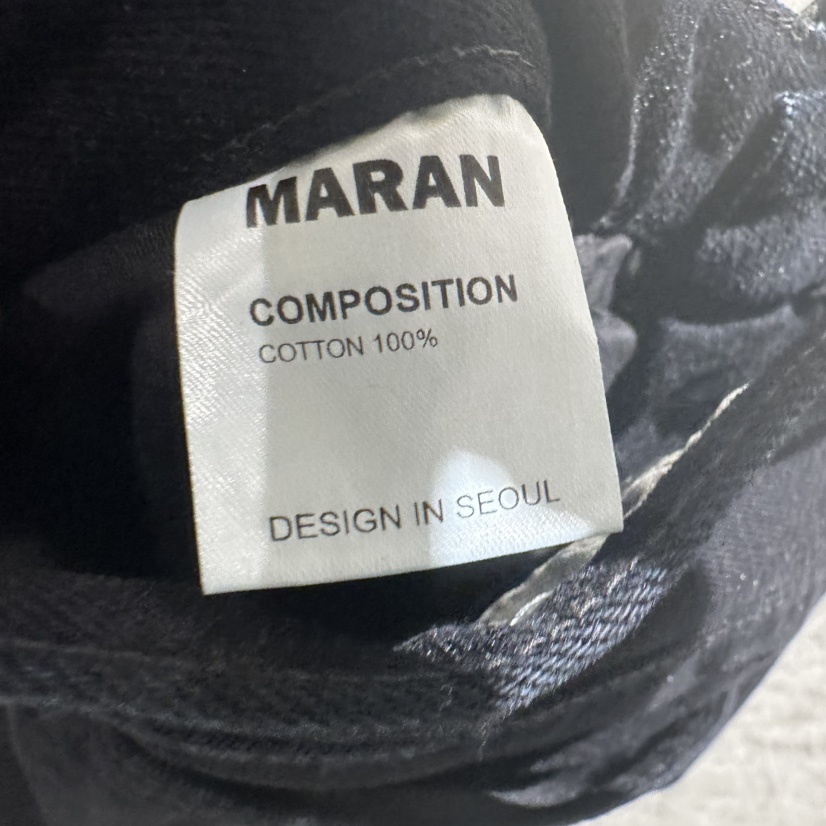 MARAN
COMPOSITION
COTTON 100%
DESIGN IN SEOUL